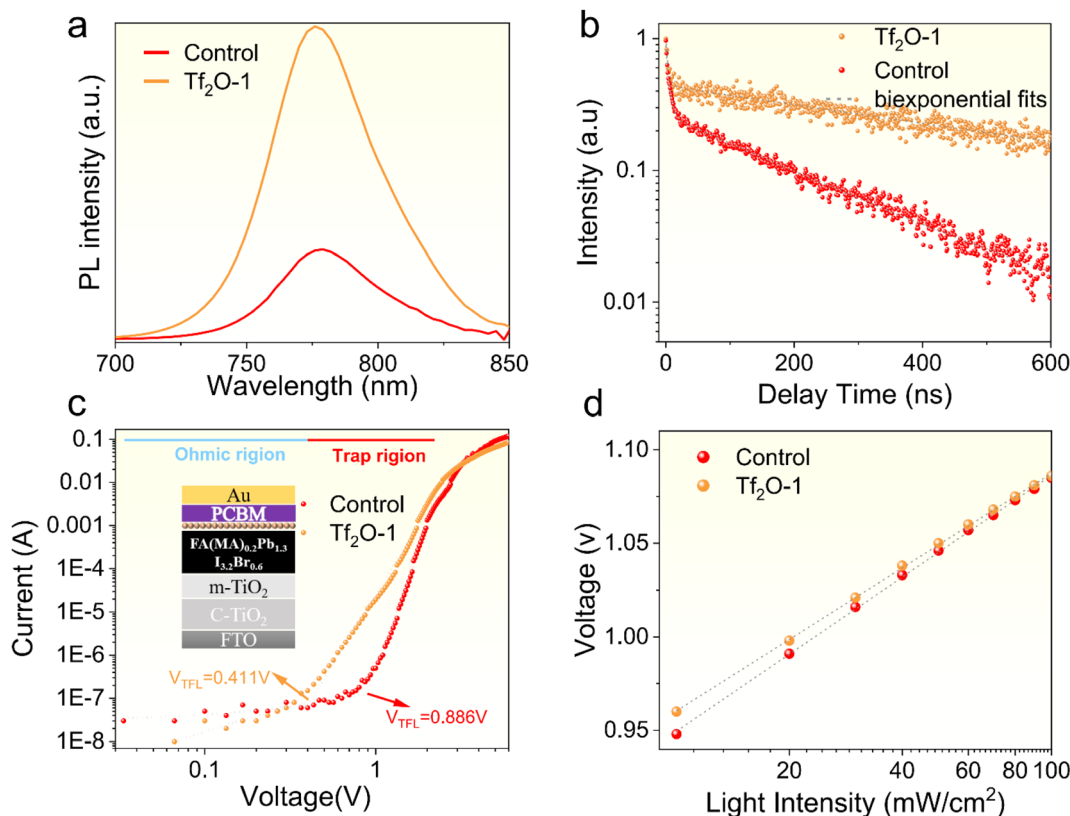 a
Control
Tf₂O-1
PL intensity (a.u.)
700
750
800
850
Wavelength (nm)
b
Tf₂O-1
Control
biexponential fits
Intensity (a.u)
1
0.1
0.01
0
200
400
600
Delay Time (ns)
c
Ohmic rigion
Trap rigion
Au
PCBM
FA(MA)₀.₂Pb₁.₃
I₃.₂Br₀.₆
m-TiO₂
C-TiO₂
FTO
Control
Tf₂O-1
V_TFL=0.411V
V_TFL=0.886V
Current (A)
0.1
0.01
0.001
1E-4
1E-5
1E-6
1E-7
1E-8
0.1
1
Voltage(V)
d
Control
Tf₂O-1
Voltage (v)
1.10
1.05
1.00
0.95
20
40
60
80
100
Light Intensity (mW/cm²)